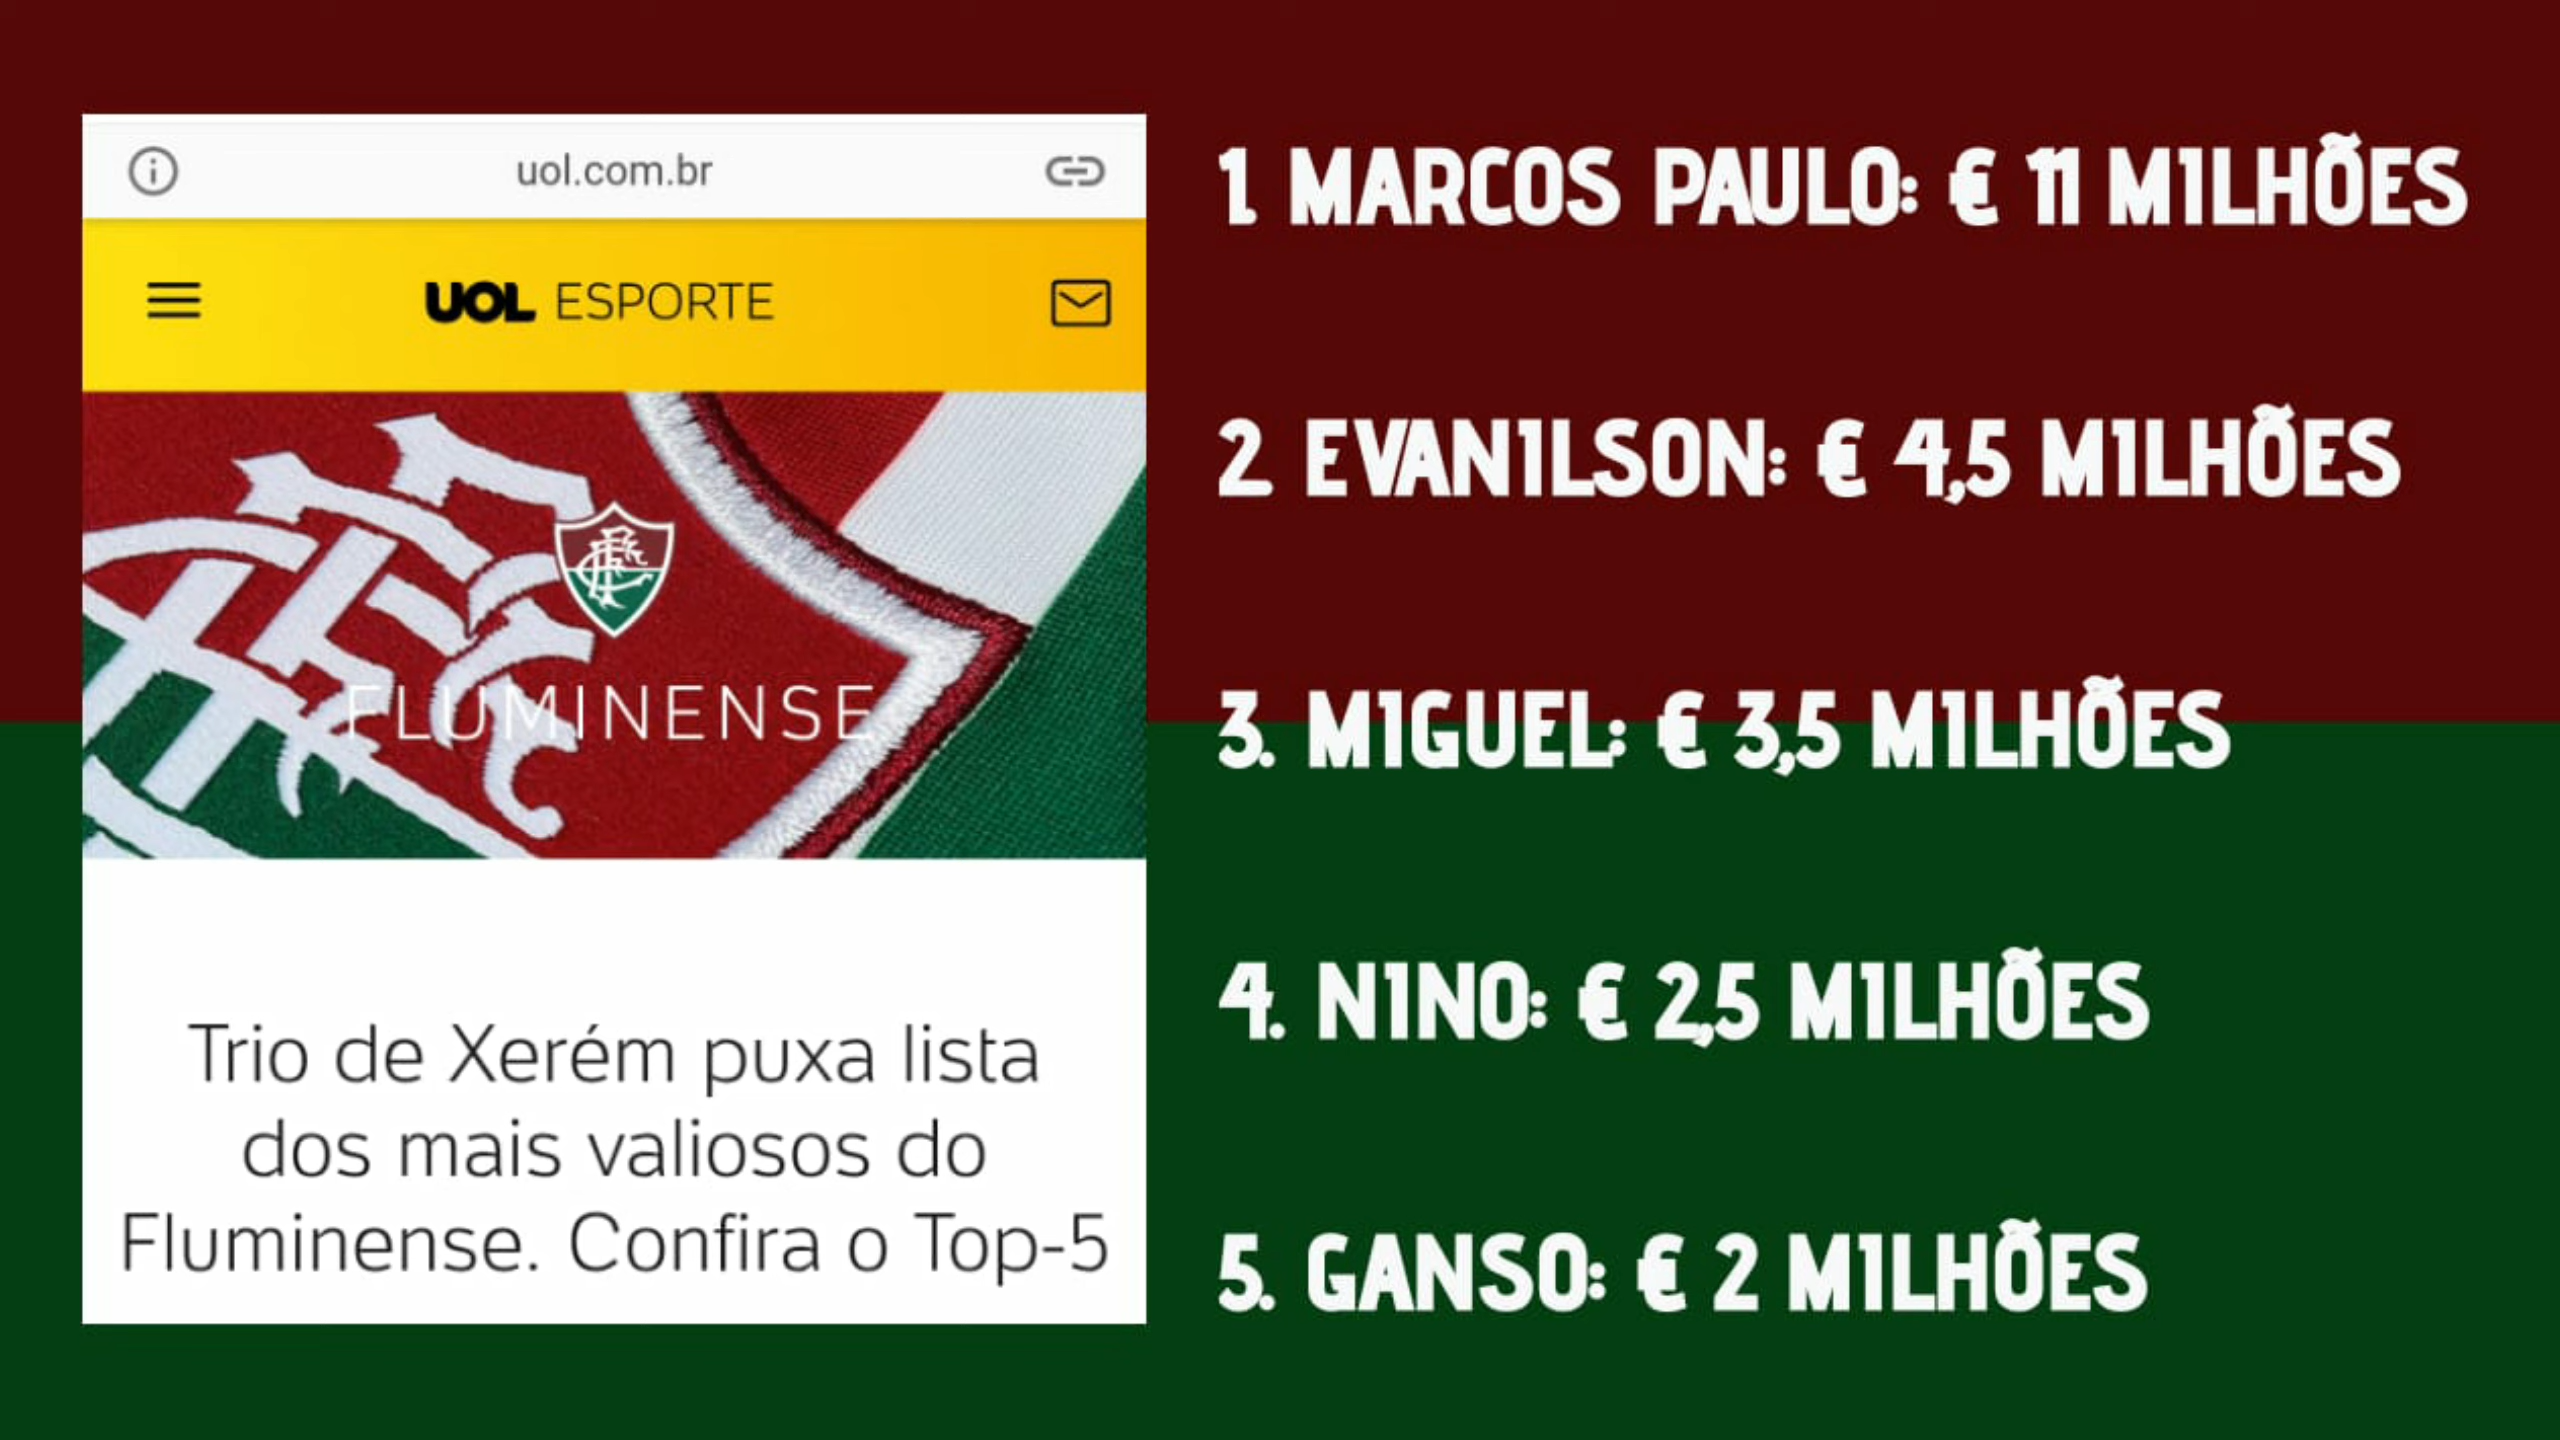 uol.com.br
UOL ESPORTE
FLUMINENSE
Trio de Xerém puxa lista
dos mais valiosos do
Fluminense. Confira o Top-5
1. MARCOS PAULO: € 11 MILHÕES
2 EVANILSON: € 4,5 MILHÕES
3. MIGUEL: € 3,5 MILHÕES
4. NINO: € 2,5 MILHÕES
5. GANSO: € 2 MILHÕES